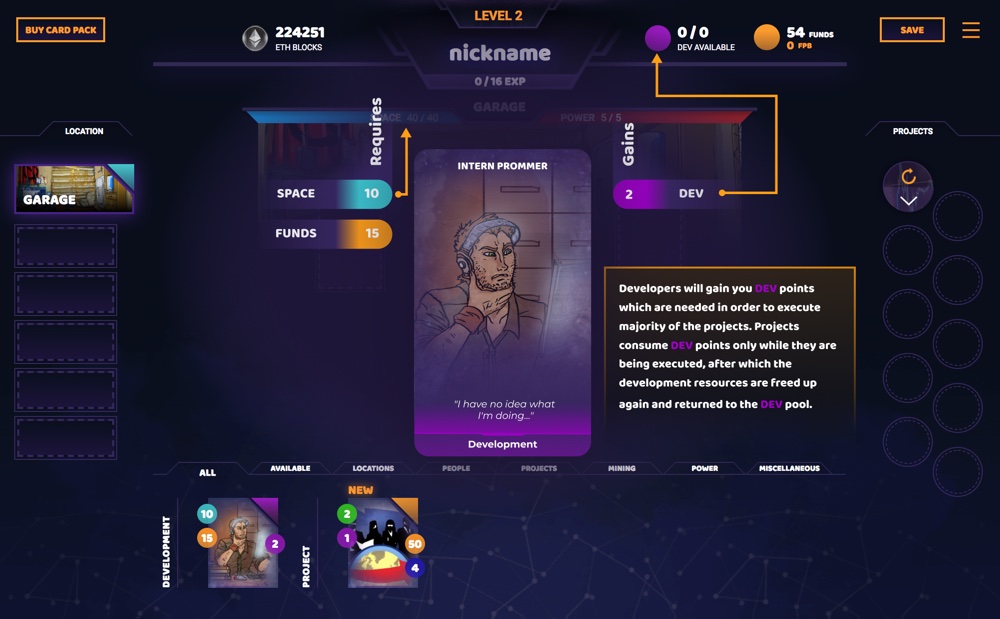 BUY CARD PACK
224251
ETH BLOCKS
LEVEL 2
nickname
0 / 16 EXP
0 / 0
DEV AVAILABLE
54 FUNDS
0 FPB
SAVE
GARAGE
SPACE 40 / 40
POWER 5 / 5
LOCATION
GARAGE
PROJECTS
Requires
SPACE 10
FUNDS 15
INTERN PROMMER
"I have no idea what
I'm doing..."
Development
Gains
2 DEV
Developers will gain you DEV points
which are needed in order to execute
majority of the projects. Projects
consume DEV points only while they are
being executed, after which the
development resources are freed up
again and returned to the DEV pool.
ALL
AVAILABLE
LOCATIONS
PEOPLE
PROJECTS
MINING
POWER
MISCELLANEOUS
DEVELOPMENT
10
15
2
PROJECT
NEW
2
1
50
4